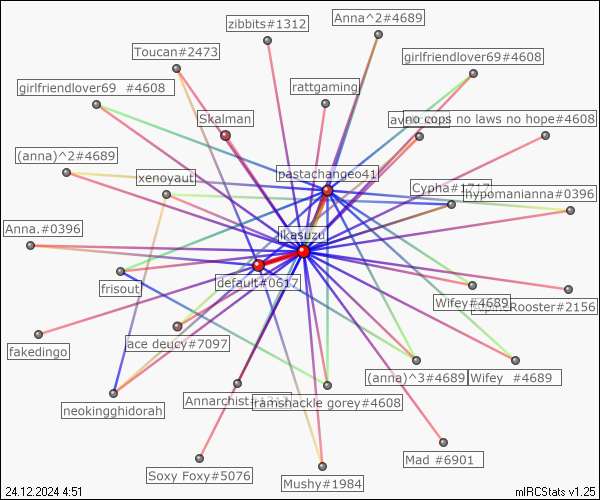 Anna^2#4689
zibbits#1312
Toucan#2473
girlfriendlover69#4608
girlfriendlover69 #4608
rattgaming
Skalman
no cops no laws no hope#4608
(anna)^2#4689
xenoyaut
pastachangeo41
Cypha#1717
hypomanianna#0396
Anna.#0396
ikasuzu
default#0617
frisout
Wifey#4689
Rooster#2156
ace deucy#7097
fakedingo
(anna)^3#4689
Wifey #4689
neokingghidorah
Annarchist
ramshackle gorey#4608
Mad #6901
Soxy Foxy#5076
Mushy#1984
24.12.2024 4:51
mIRCStats v1.25